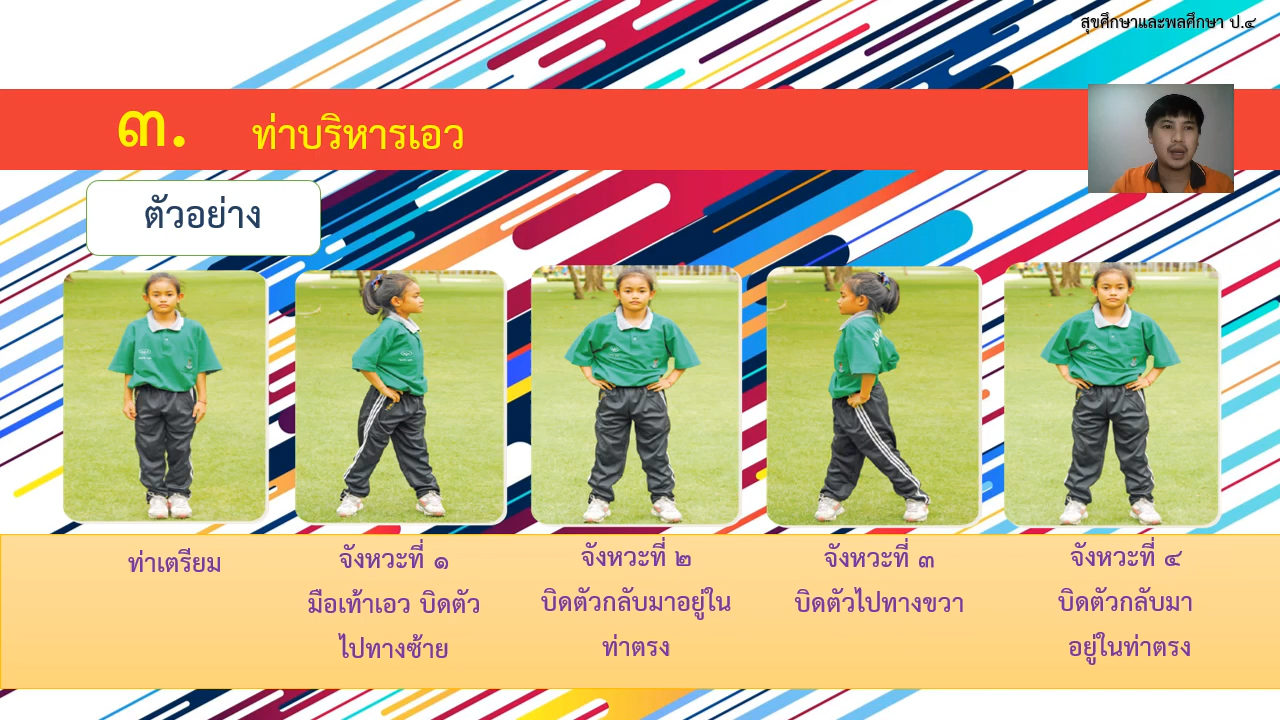 สุขศึกษาและพลศึกษา ป.๔
๓. ท่าบริหารเอว
ตัวอย่าง
ท่าเตรียม
จังหวะที่ ๑
มือเท้าเอว บิดตัว
ไปทางซ้าย
จังหวะที่ ๒
บิดตัวกลับมาอยู่ใน
ท่าตรง
จังหวะที่ ๓
บิดตัวไปทางขวา
จังหวะที่ ๔
บิดตัวกลับมา
อยู่ในท่าตรง